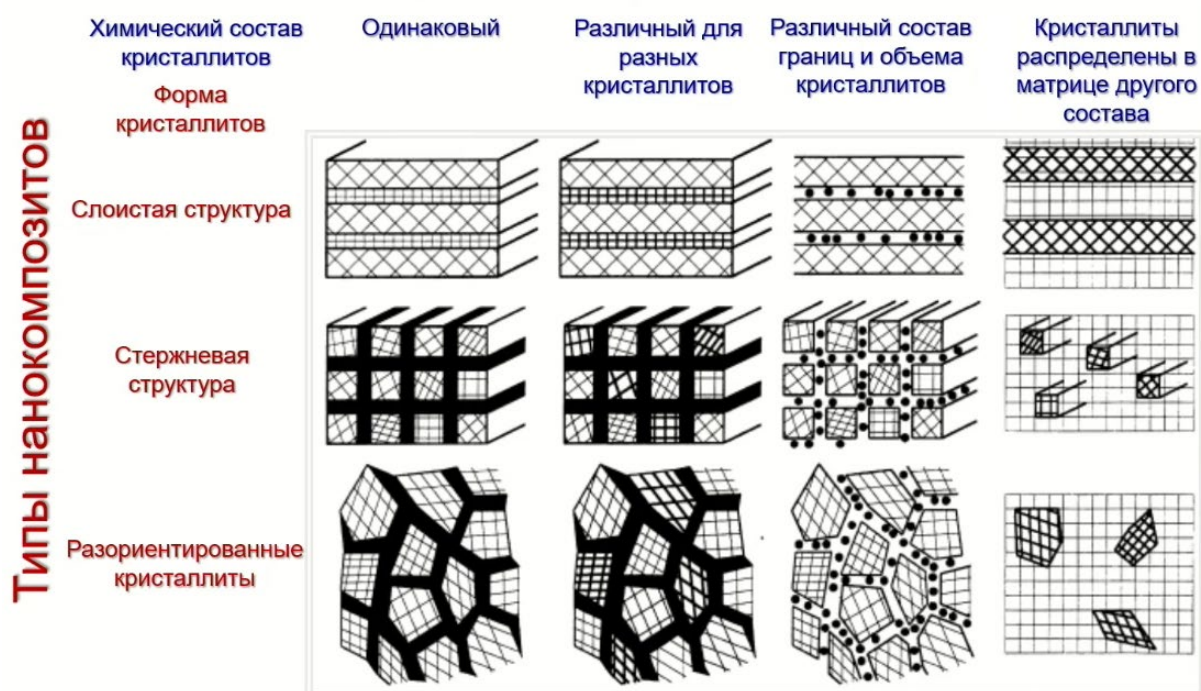 Типы нанокомпозитов
Химический состав
кристаллитов
Форма
кристаллитов
Одинаковый
Различный для
разных
кристаллитов
Различный состав
границ и объема
кристаллитов
Кристаллиты
распределены в
матрице другого
состава
Слоистая структура
Стержневая
структура
Разориентированные
кристаллиты